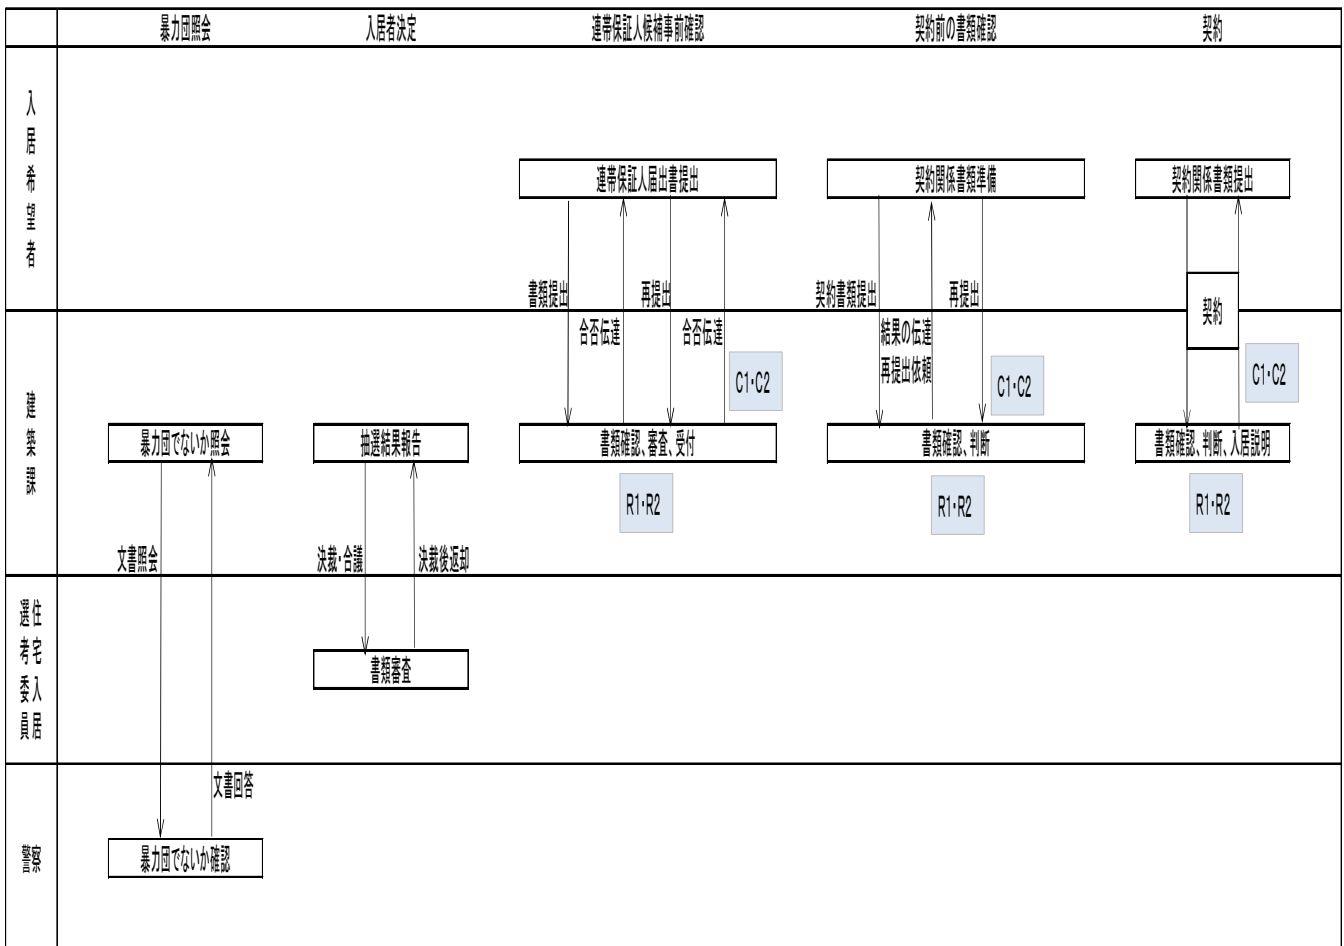 暴力団照会
入居者決定
連帯保証人候補事前確認
契約前の書類確認
契約
入居希望者
連帯保証人届出書提出
契約関係書類準備
契約関係書類提出
書類提出
再提出
契約書類提出
再提出
契約
合否伝達
合否伝達
結果の伝達
再提出依頼
C1・C2
C1・C2
C1・C2
建築課
暴力団でないか照会
抽選結果報告
書類確認、審査、受付
書類確認、判断
書類確認、判断、入居説明
R1・R2
R1・R2
R1・R2
文書照会
決裁・合議
決裁後返却
住宅入居
選考委員
書類審査
文書回答
警察
暴力団でないか確認